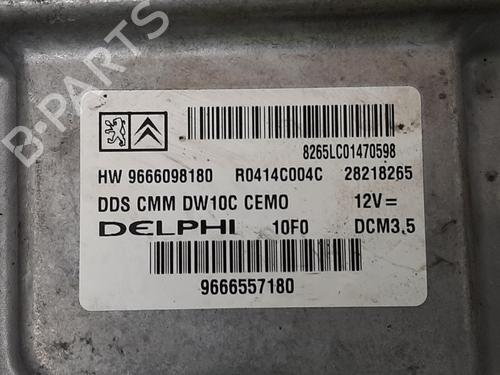 B-PARTS
8265LC01470598
HW 9666098180 R0414C004C 28218265
DDS CMM DW10C CEMO 12V=
DELPHI 10F0 DCM3.5
9666557180